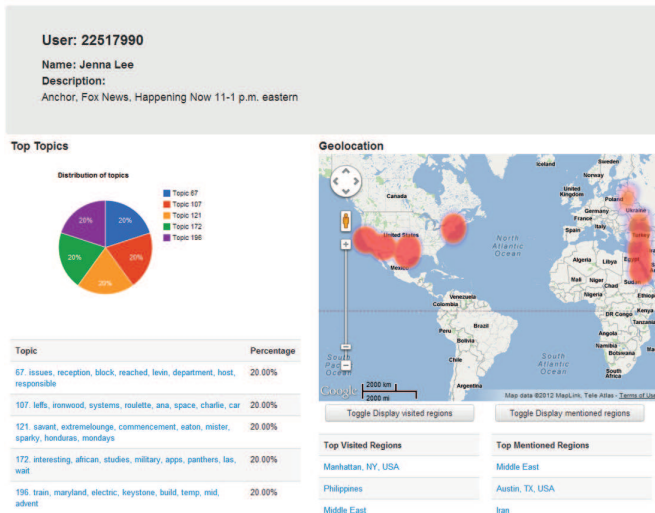 User: 22517990
Name: Jenna Lee
Description:
Anchor, Fox News, Happening Now 11-1 p.m. eastern
Top Topics
Distribution of topics
20%
20%
20%
20%
20%
Topic 67
Topic 107
Topic 121
Topic 172
Topic 196
Topic Percentage
67. issues, reception, block, reached, levin, department, host, 20.00%
responsible
107. leffs, ironwood, systems, roulette, ana, space, charlie, car 20.00%
121. savant, extremelounge, commencement, eaton, mister, 20.00%
sparky, honduras, mondays
172. interesting, african, studies, military, apps, panthers, las, 20.00%
wait
196. train, maryland, electric, keystone, build, temp, mid, 20.00%
advent
Geolocation
Iceland
Sweden
Norway
Canada
United
Kingdom
Poland
Germany
Ukraine
France
Italy
Spain
Turkey
United States
North
Atlantic
Ocean
Mexico
Algeria
Libya
Egypt
Mali
Niger
Chad
Sudan
Nigeria
Ethiop
Venezuela
Colombia
DR Congo
Kenya
Tanzania
Peru
Brazil
Bolivia
Angola
Namibia
Botswana
Chile
South
Pac
Ocean
South
Atlantic
Ocean
South
Africa
Argentina
Google
2000 km
2000 mi
Map data ©2012 MapLink, Tele Atlas - Terms of Use
Toggle Display visited regions
Toggle Display mentioned regions
Top Visited Regions
Manhattan, NY, USA
Philippines
Middle East
Top Mentioned Regions
Middle East
Austin, TX, USA
Iran